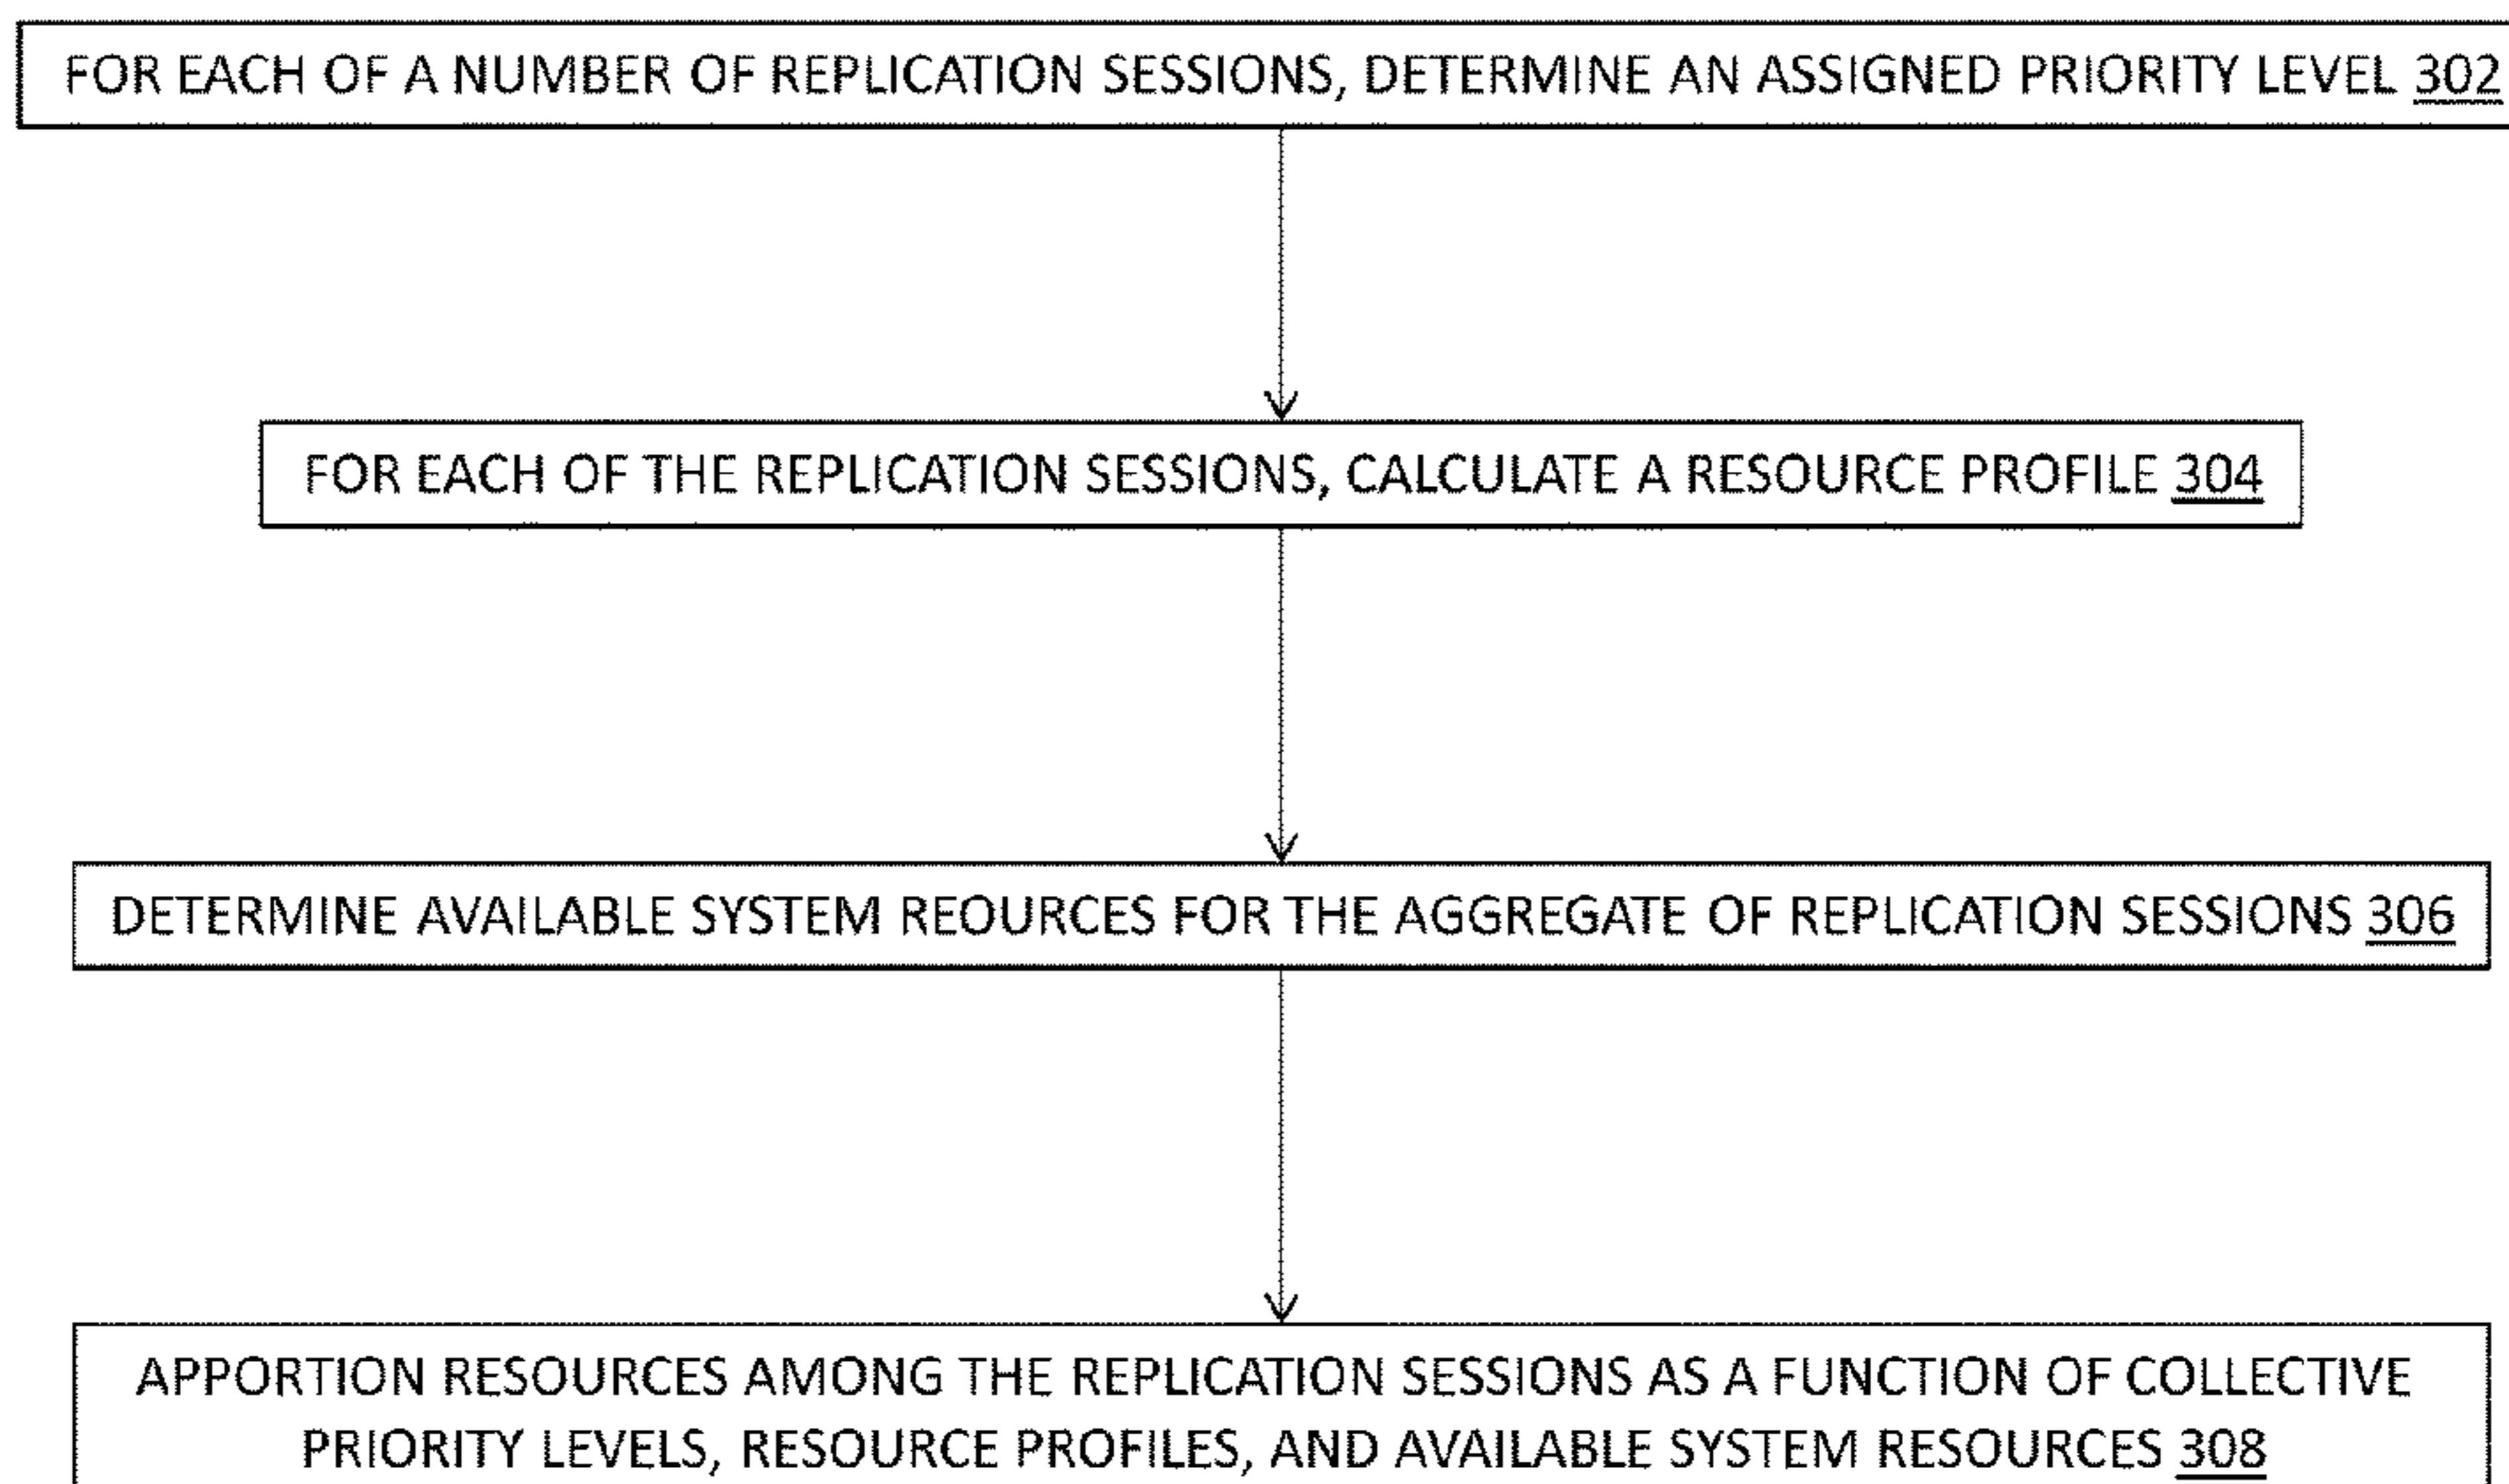 FOR EACH OF A NUMBER OF REPLICATION SESSIONS, DETERMINE AN ASSIGNED PRIORITY LEVEL 302
FOR EACH OF THE REPLICATION SESSIONS, CALCULATE A RESOURCE PROFILE 304
DETERMINE AVAILABLE SYSTEM REOURCES FOR THE AGGREGATE OF REPLICATION SESSIONS 306
APPORTION RESOURCES AMONG THE REPLICATION SESSIONS AS A FUNCTION OF COLLECTIVE
PRIORITY LEVELS, RESOURCE PROFILES, AND AVAILABLE SYSTEM RESOURCES 308